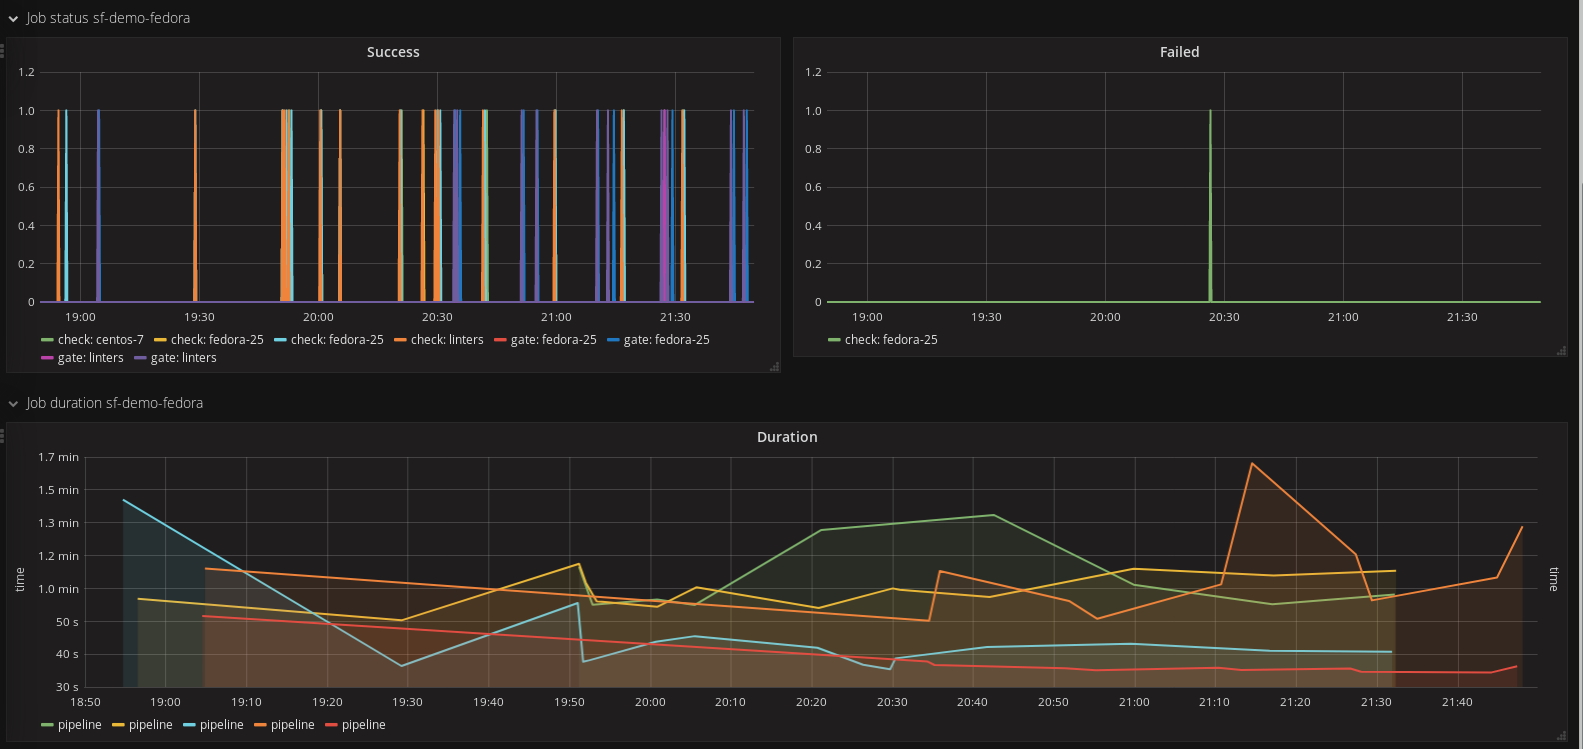 Job status sf-demo-fedora
Success
1.2
1.0
0.8
0.6
0.4
0.2
0
19:00 19:30 20:00 20:30 21:00 21:30
check: centos-7 check: fedora-25 check: fedora-25 check: linters gate: fedora-25 gate: fedora-25
gate: linters gate: linters
Failed
1.2
1.0
0.8
0.6
0.4
0.2
0
19:00 19:30 20:00 20:30 21:00 21:30
check: fedora-25
Job duration sf-demo-fedora
Duration
time
1.7 min
1.5 min
1.3 min
1.2 min
1.0 min
50 s
40 s
30 s
18:50 19:00 19:10 19:20 19:30 19:40 19:50 20:00 20:10 20:20 20:30 20:40 20:50 21:00 21:10 21:20 21:30 21:40
time
pipeline pipeline pipeline pipeline pipeline